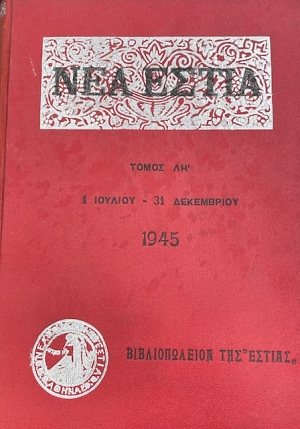 ΝΕΑ ΕΣΤΙΑ
ΤΟΜΟΣ ΛΗ'
1 ΙΟΥΛΙΟΥ - 31 ΔΕΚΕΜΒΡΙΟΥ
1945
ΒΙΒΛΙΟΠΩΛΕΙΟΝ ΤΗΣ "ΕΣΤΙΑΣ„